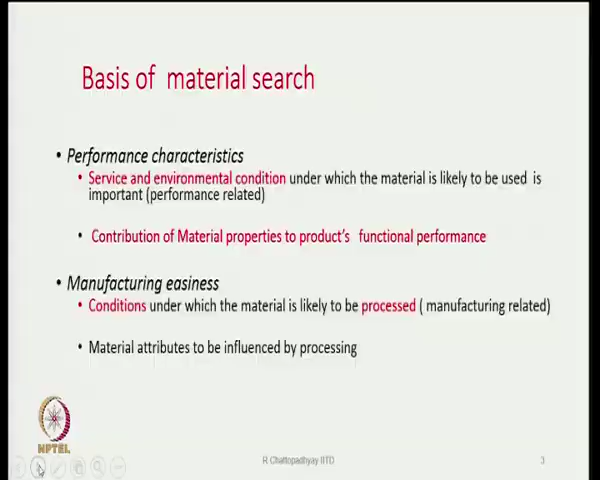 Basis of material search
• Performance characteristics
• Service and environmental condition under which the material is likely to be used is
important (performance related)
• Contribution of Material properties to product's functional performance
• Manufacturing easiness
• Conditions under which the material is likely to be processed ( manufacturing related)
• Material attributes to be influenced by processing
NPTEL
R Chattopadhyay IITD
3